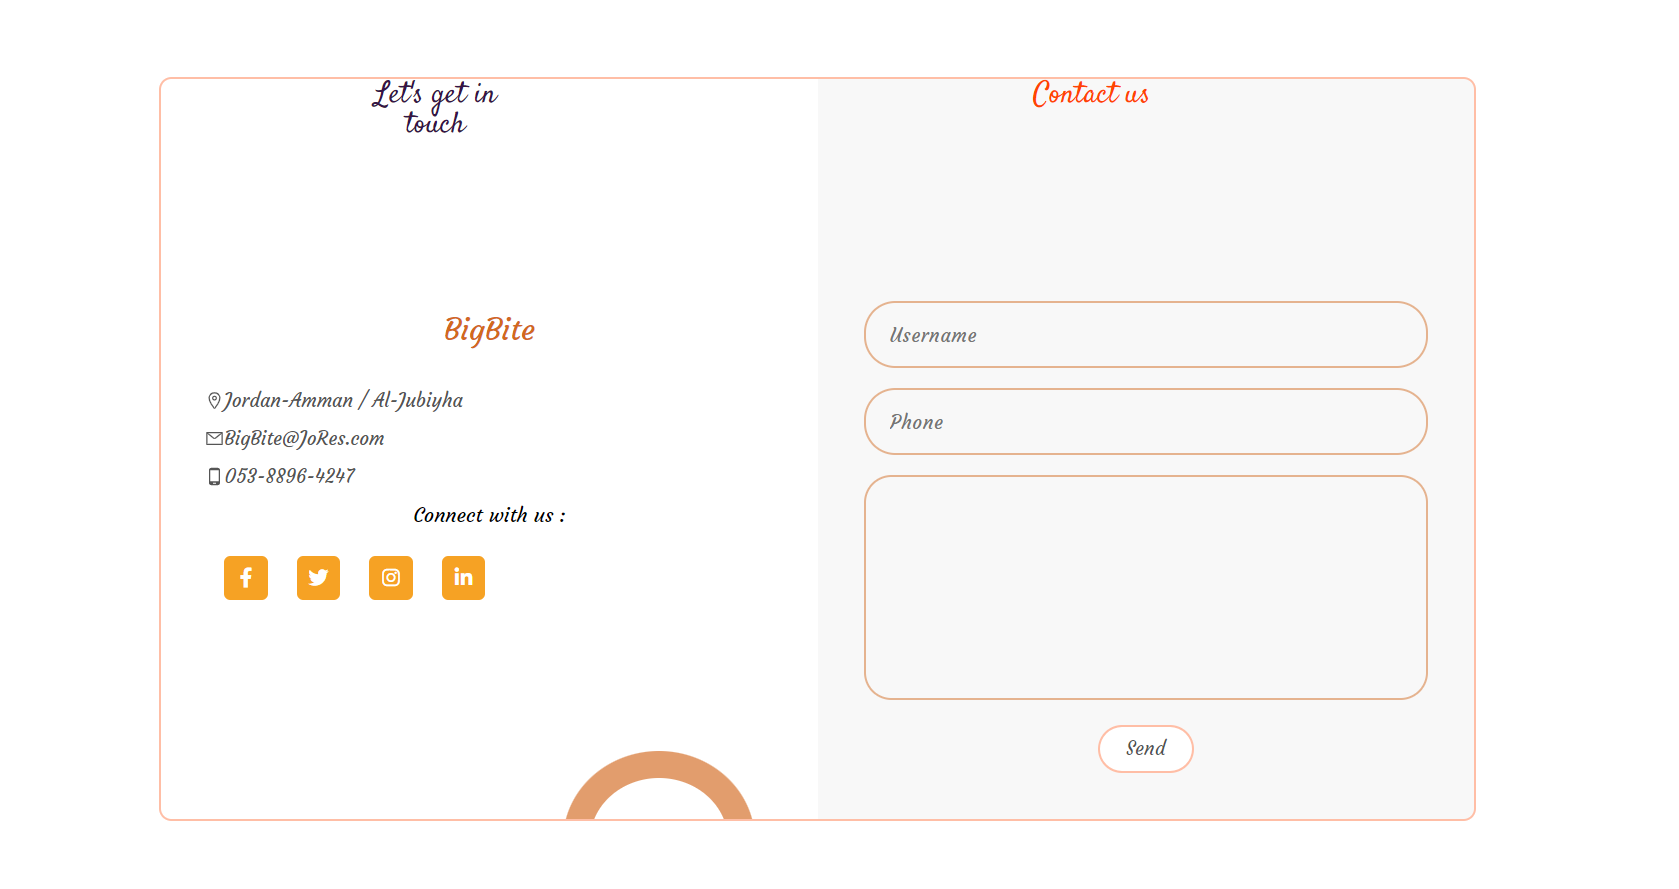 Let's get in
touch
BigBite
Jordan-Amman / Al-Jubiyha
BigBite@JoRes.com
053-8896-4247
Connect with us :
Contact us
Username
Phone
Send